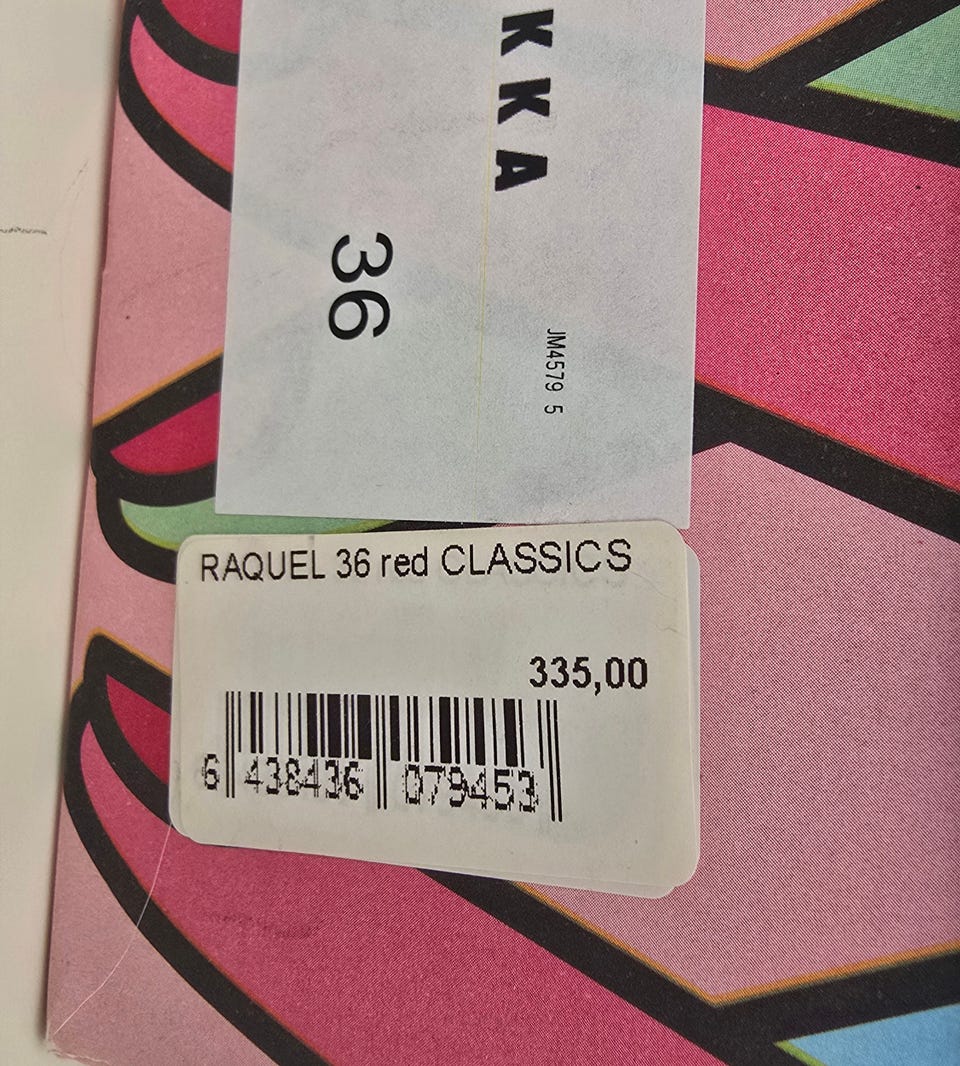 KKA
36
JM4579 5
RAQUEL 36 red CLASSICS
335,00
6 438436 079453